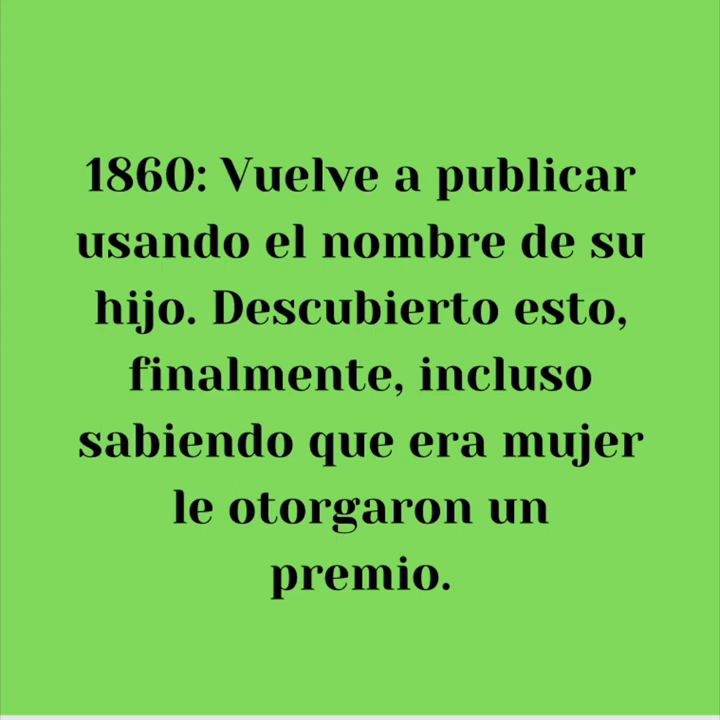 1860: Vuelve a publicar
usando el nombre de su
hijo. Descubierto esto,
finalmente, incluso
sabiendo que era mujer
le otorgaron un
premio.